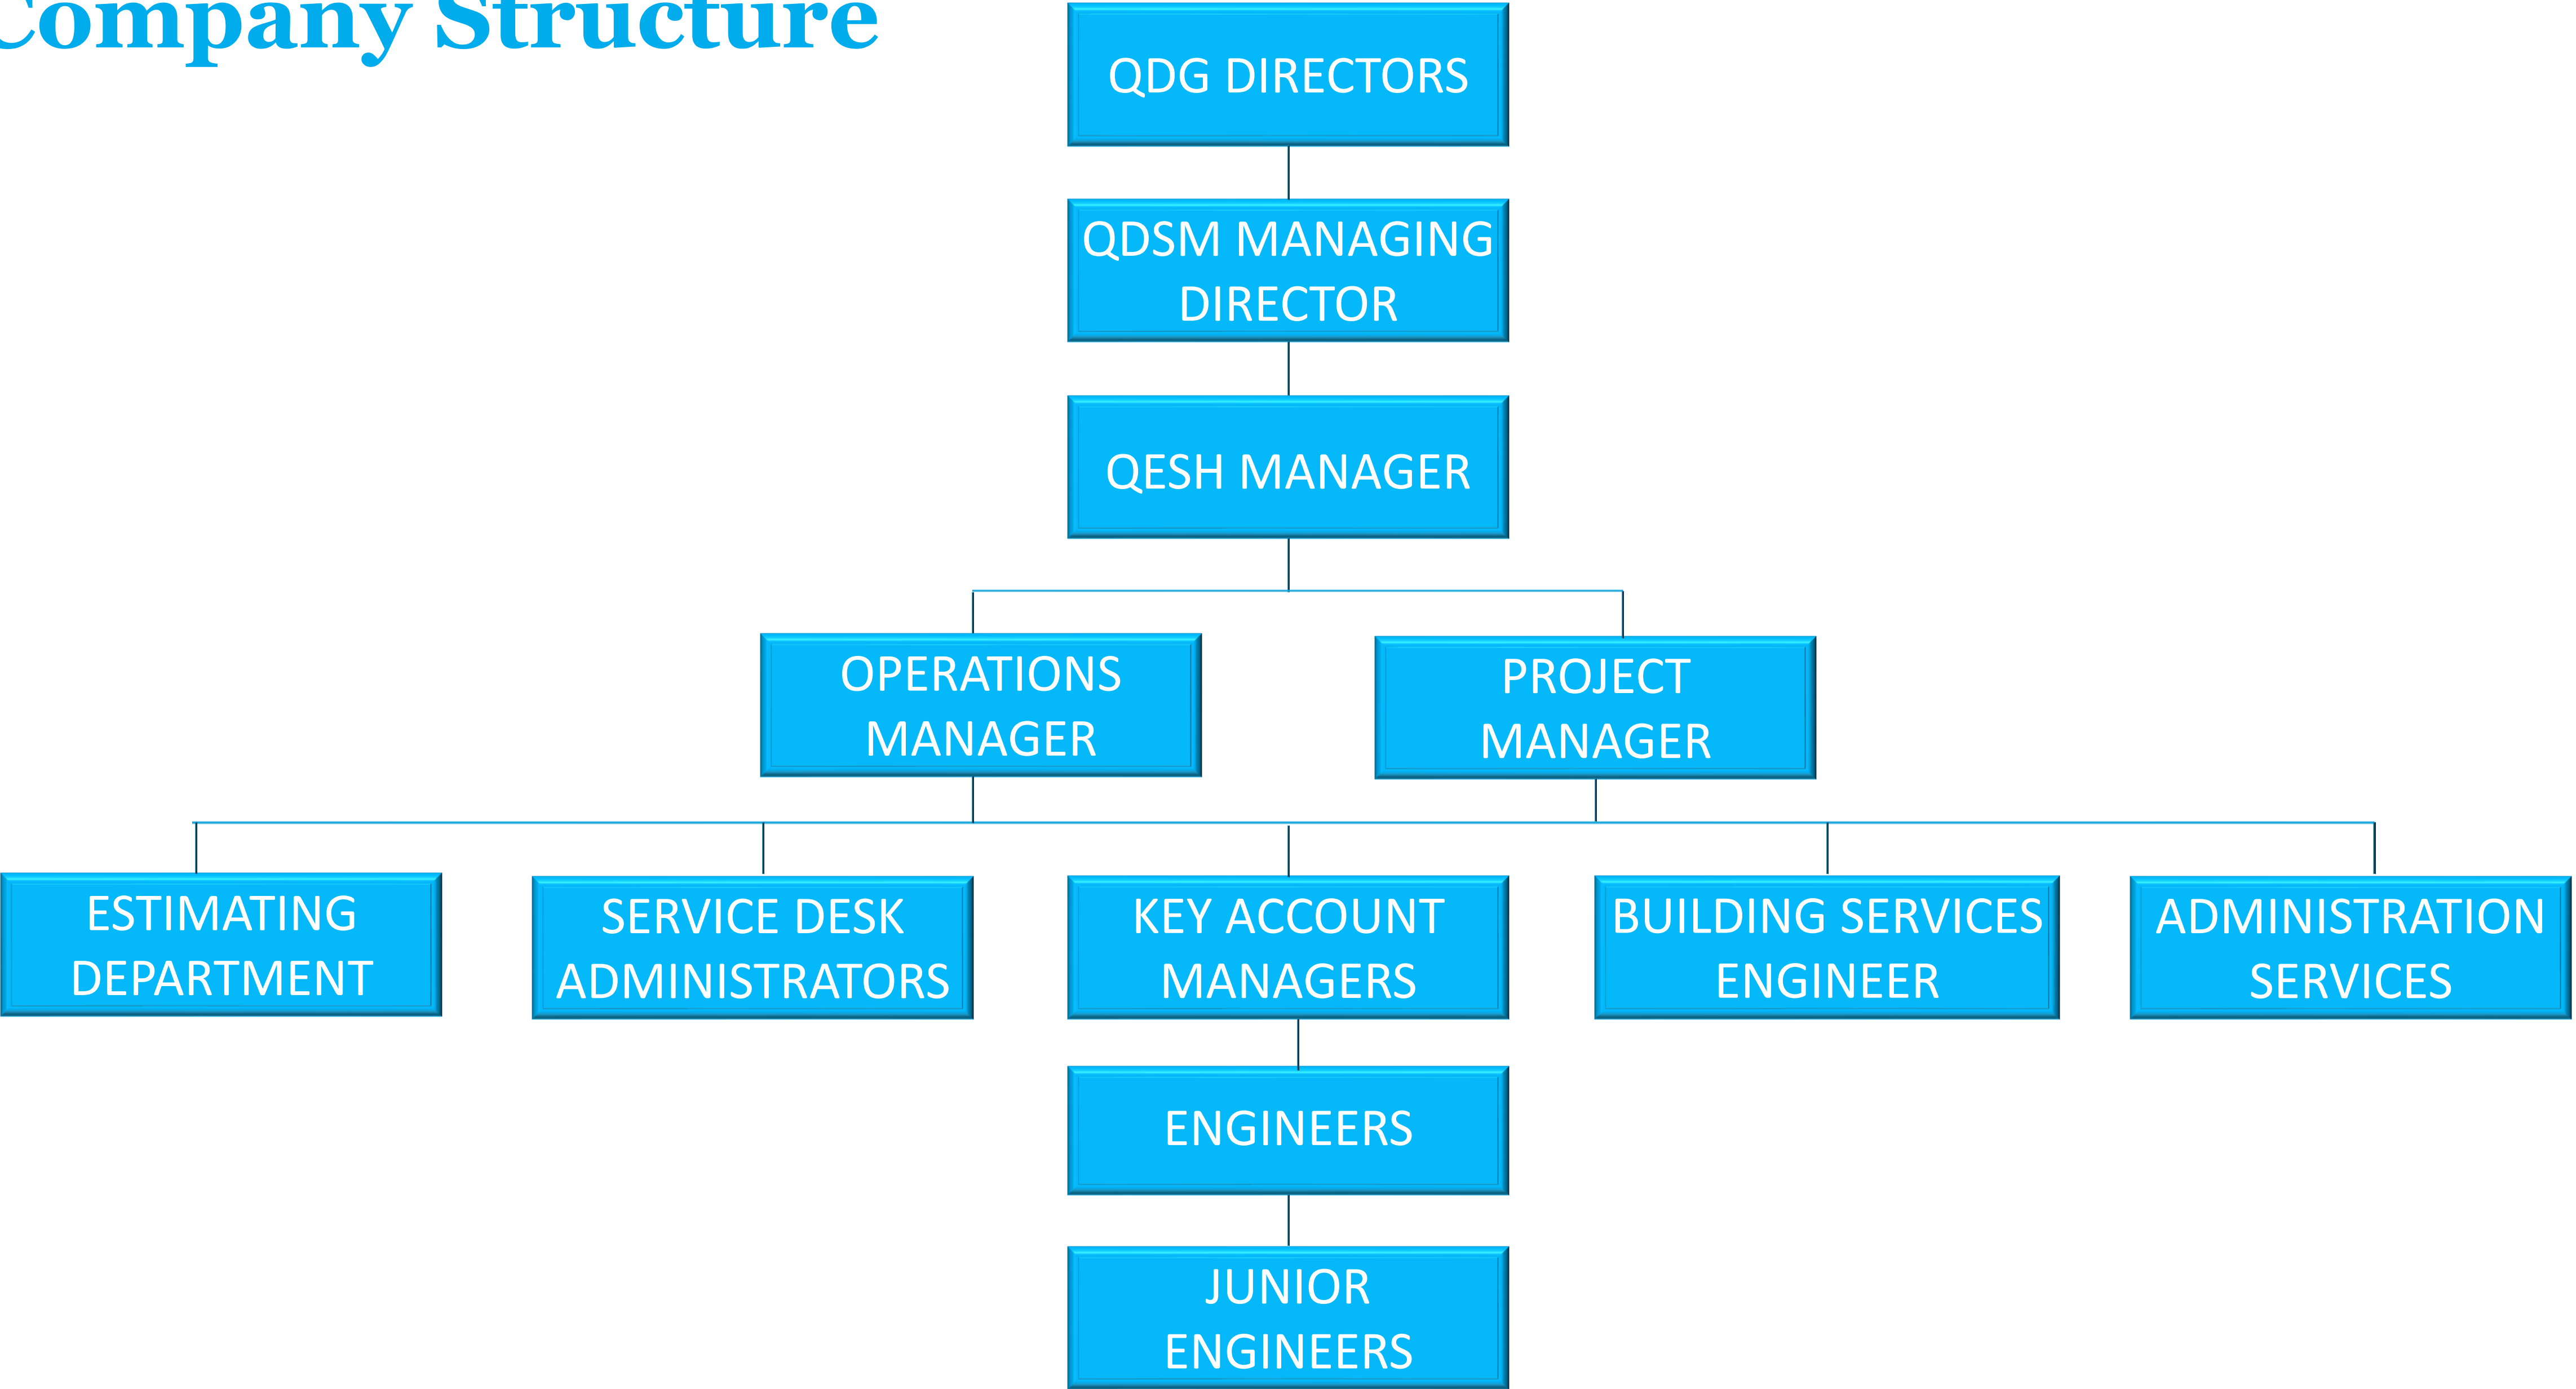 Company Structure
QDG DIRECTORS
QDSM MANAGING
DIRECTOR
QESH MANAGER
OPERATIONS
MANAGER
PROJECT
MANAGER
ESTIMATING
DEPARTMENT
SERVICE DESK
ADMINISTRATORS
KEY ACCOUNT
MANAGERS
BUILDING SERVICES
ENGINEER
ADMINISTRATION
SERVICES
ENGINEERS
JUNIOR
ENGINEERS